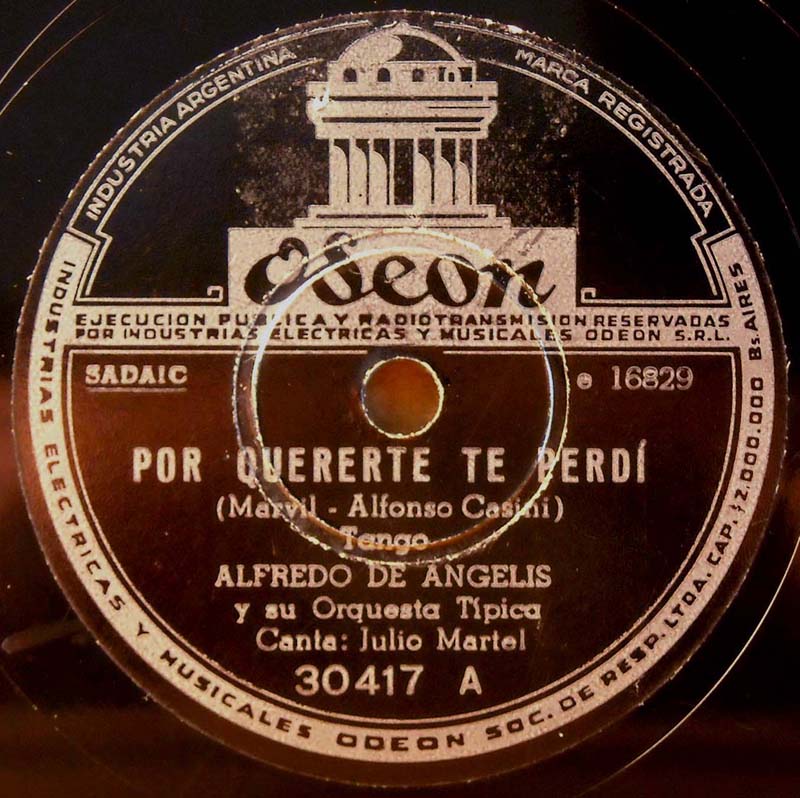 INDUSTRIA ARGENTINA
MARCA REGISTRADA
Odeon
EJECUCION PUBLICA Y RADIOTRANSMISION RESERVADAS
POR INDUSTRIAS ELECTRICAS Y MUSICALES ODEON S.R.L.
SADAIC
e 16829
POR QUERERTE TE PERDÍ
(Marvil - Alfonso Casini)
Tango
ALFREDO DE ANGELIS
y su Orquesta Típica
Canta: Julio Martel
30417 A
INDUSTRIAS ELECTRICAS Y MUSICALES ODEON SOC. DE RESP. LTDA. CAP. $ 2.000.000 Bs. AIRES